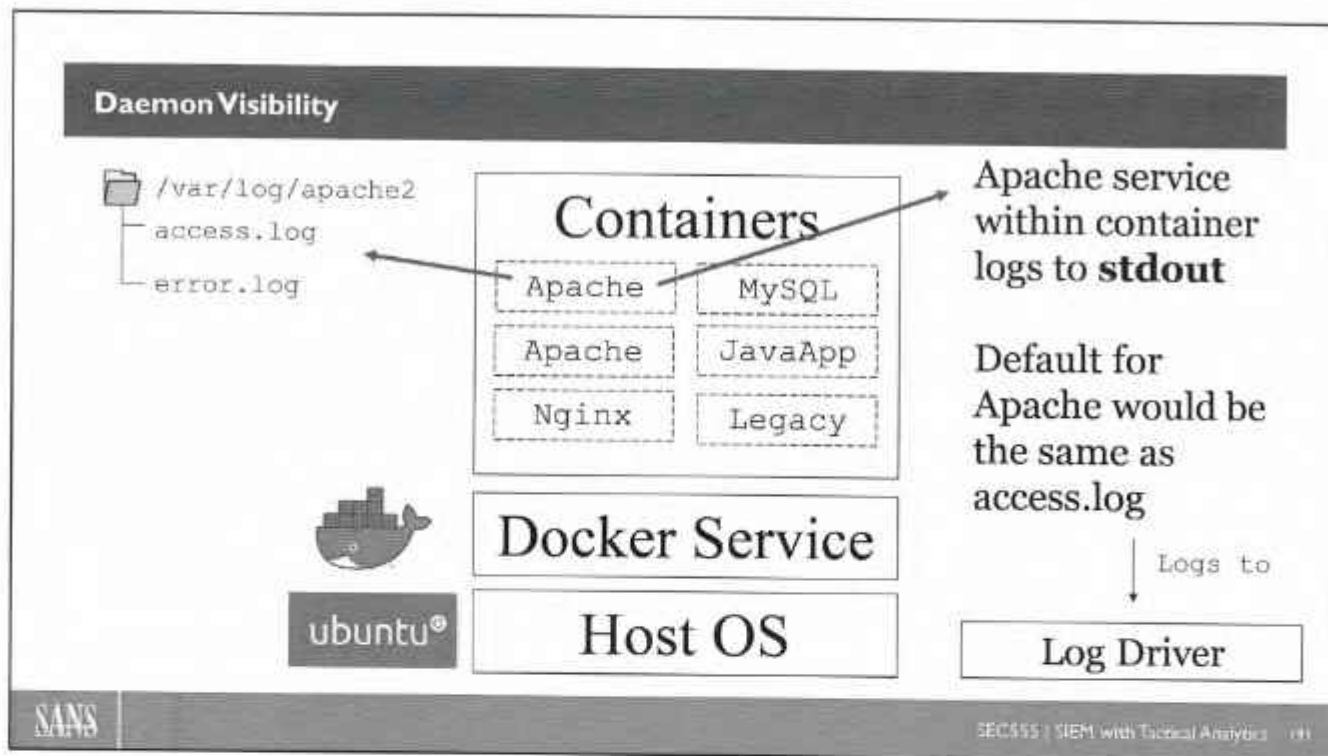 Daemon Visibility
/var/log/apache2
access.log
error.log
Containers
Apache
MySQL
Apache
JavaApp
Nginx
Legacy
Docker Service
ubuntu®
Host OS
Apache service
within container
logs to stdout
Default for
Apache would be
the same as
access.log
Logs to
Log Driver
SANS
SEC555 | SIEM with Tactical Analytics